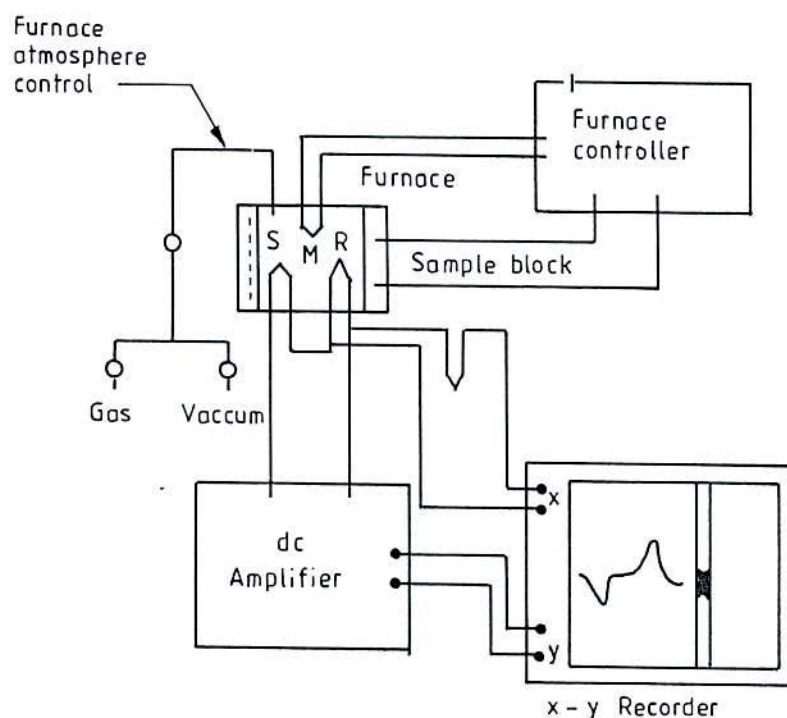 Furnace
atmosphere
control
Furnace
controller
Furnace
S
M
R
Sample block
Gas
Vaccum
x
dc
Amplifier
y
x - y Recorder